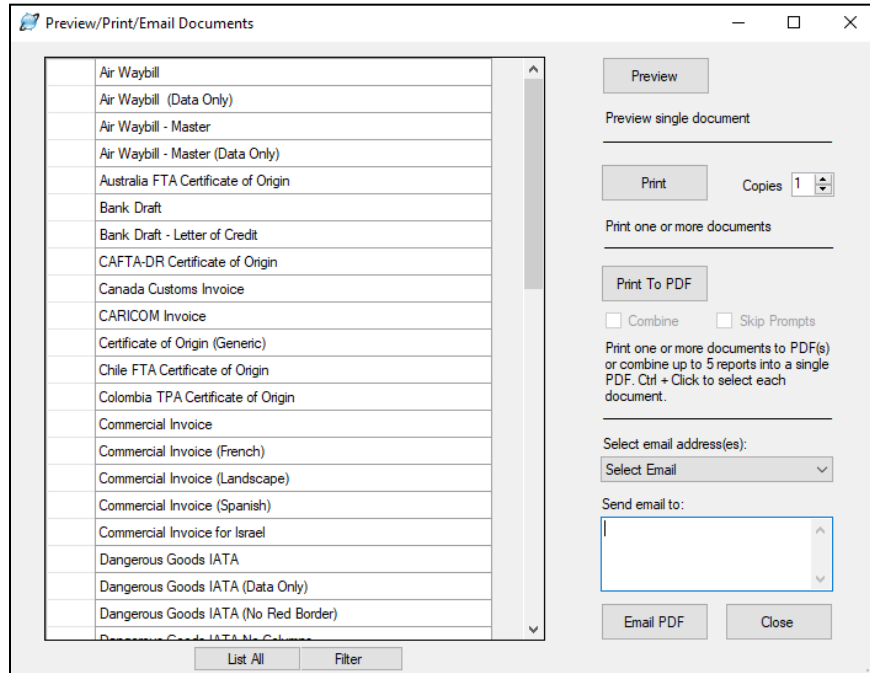 Preview/Print/Email Documents
Air Waybill
Air Waybill (Data Only)
Air Waybill - Master
Air Waybill - Master (Data Only)
Australia FTA Certificate of Origin
Bank Draft
Bank Draft - Letter of Credit
CAFTA-DR Certificate of Origin
Canada Customs Invoice
CARICOM Invoice
Certificate of Origin (Generic)
Chile FTA Certificate of Origin
Colombia TPA Certificate of Origin
Commercial Invoice
Commercial Invoice (French)
Commercial Invoice (Landscape)
Commercial Invoice (Spanish)
Commercial Invoice for Israel
Dangerous Goods IATA
Dangerous Goods IATA (Data Only)
Dangerous Goods IATA (No Red Border)
Dangerous Goods IATA No Columns
List All
Filter
Preview
Preview single document
Print
Copies 1
Print one or more documents
Print To PDF
Combine
Skip Prompts
Print one or more documents to PDF(s)
or combine up to 5 reports into a single
PDF. Ctrl + Click to select each
document.
Select email address(es):
Select Email
Send email to:
Email PDF
Close